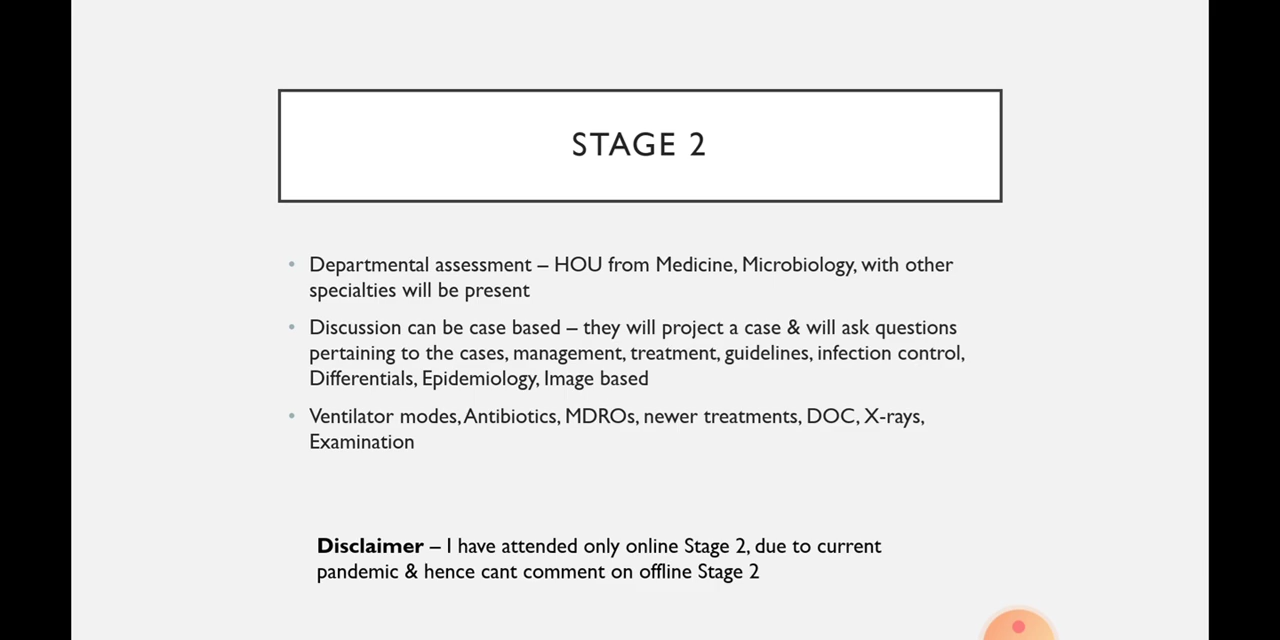 STAGE 2
• Departmental assessment – HOU from Medicine, Microbiology, with other
specialties will be present
• Discussion can be case based – they will project a case & will ask questions
pertaining to the cases, management, treatment, guidelines, infection control,
Differentials, Epidemiology, Image based
• Ventilator modes, Antibiotics, MDROs, newer treatments, DOC, X-rays,
Examination
Disclaimer – I have attended only online Stage 2, due to current
pandemic & hence cant comment on offline Stage 2